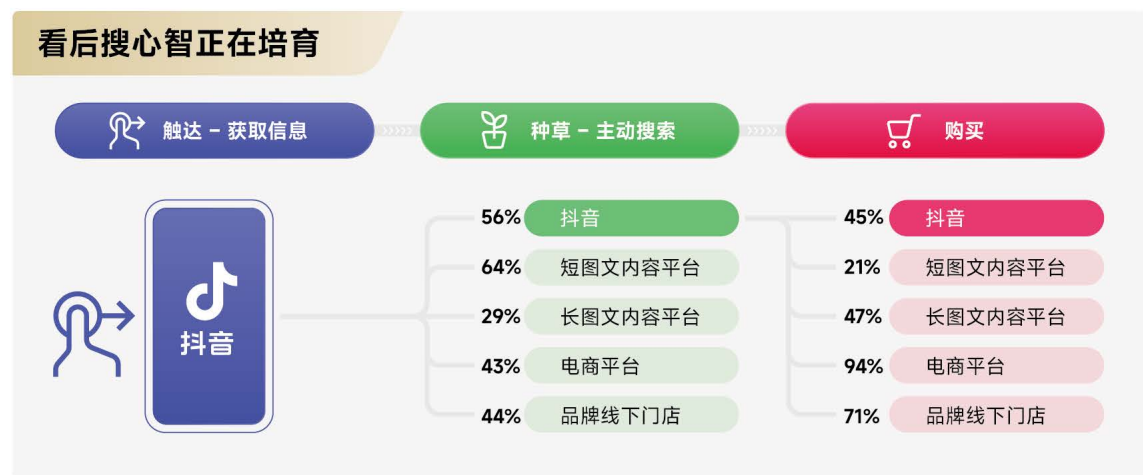 看后搜心智正在培育
触达 – 获取信息
种草 – 主动搜索
购买
抖音
56% 抖音
64% 短图文内容平台
29% 长图文内容平台
43% 电商平台
44% 品牌线下门店
45% 抖音
21% 短图文内容平台
47% 长图文内容平台
94% 电商平台
71% 品牌线下门店